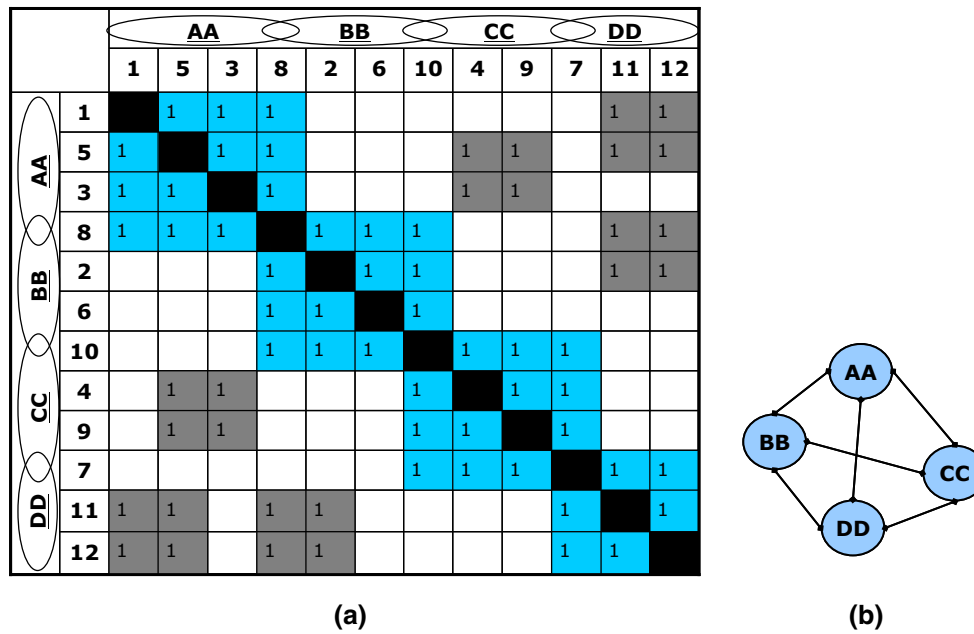 AA BB CC DD
1 5 3 8 2 6 10 4 9 7 11 12
1 1 1 1 1 1
5 1 1 1 1 1 1 1
3 1 1 1 1 1
8 1 1 1 1 1 1 1 1
2 1 1 1 1 1
6 1 1 1
10 1 1 1 1 1 1
4 1 1 1 1 1
9 1 1 1 1 1
7 1 1 1 1 1
11 1 1 1 1 1 1
12 1 1 1 1 1 1
AA
BB
CC
DD
AA
BB
CC
DD
(a) (b)